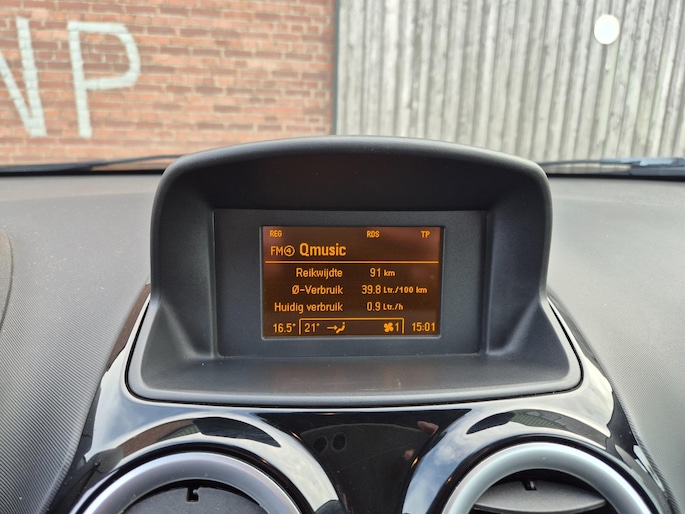 NP
REG RDS TP
FM④ Qmusic
Reikwijdte 91 km
Ø-Verbruik 39.8 Ltr./100 km
Huidig verbruik 0.9 Ltr./h
16.5° 21° 1 15:01